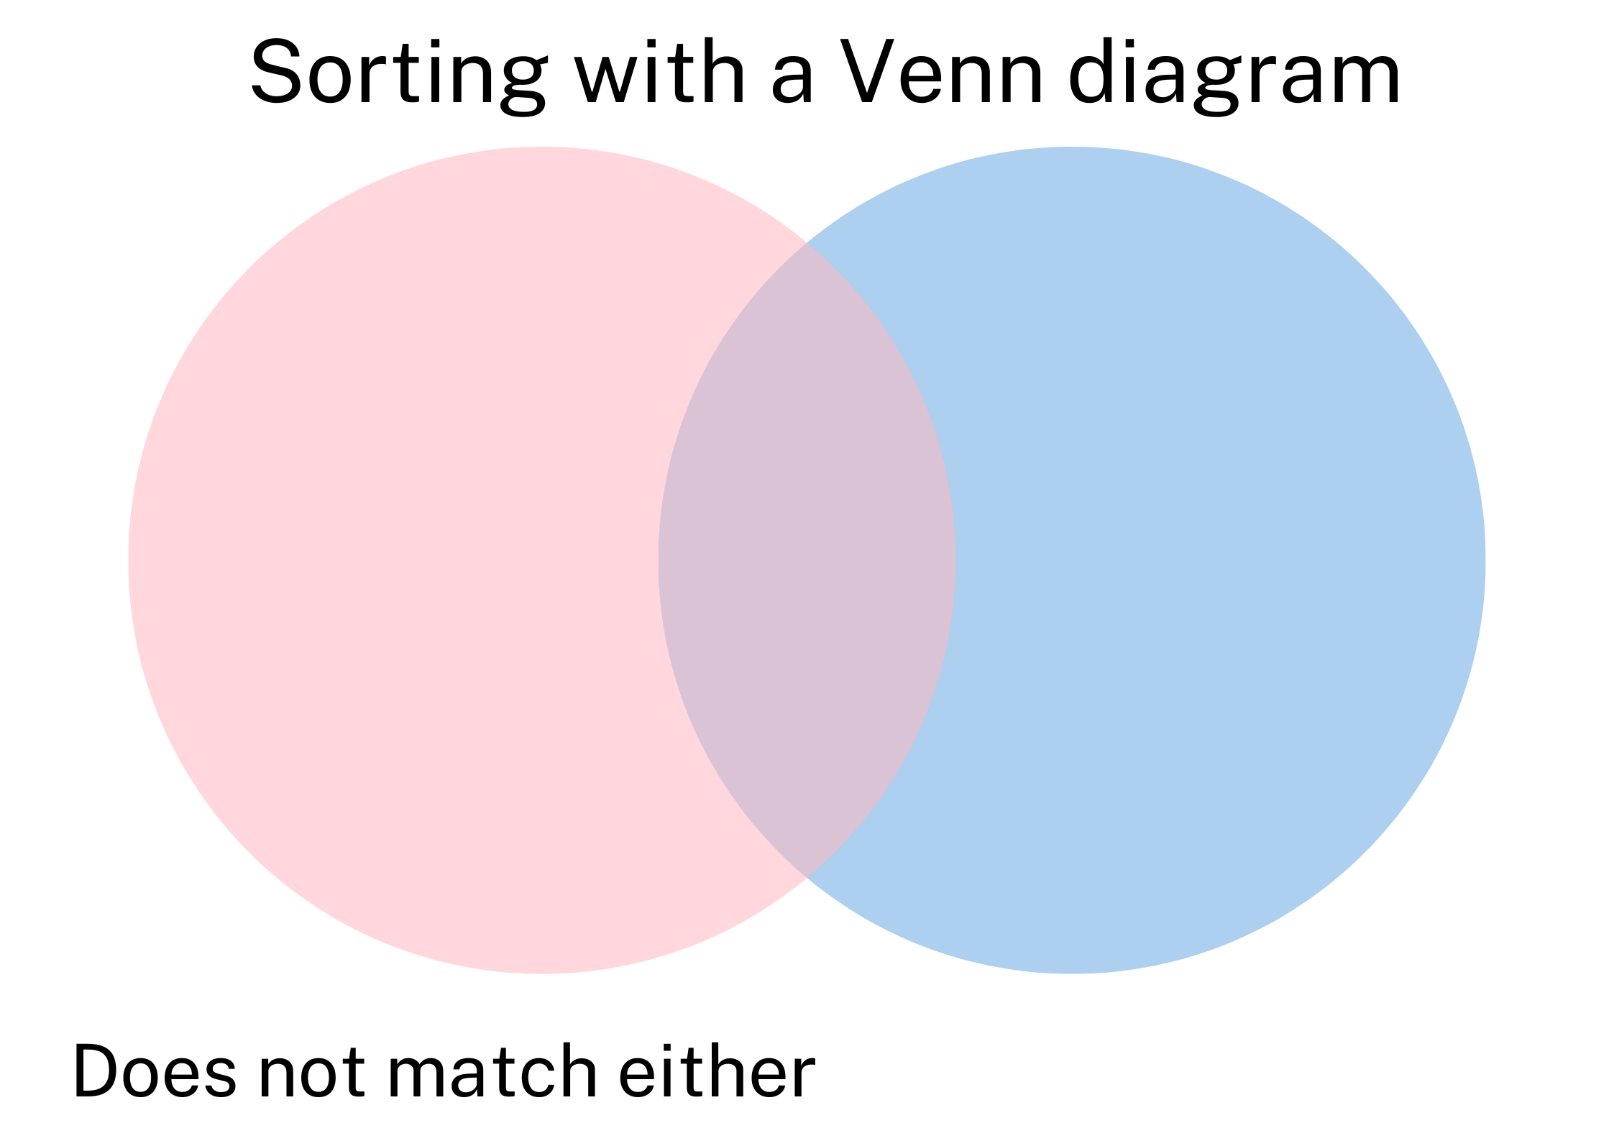 Sorting with a Venn diagram
Does not match either